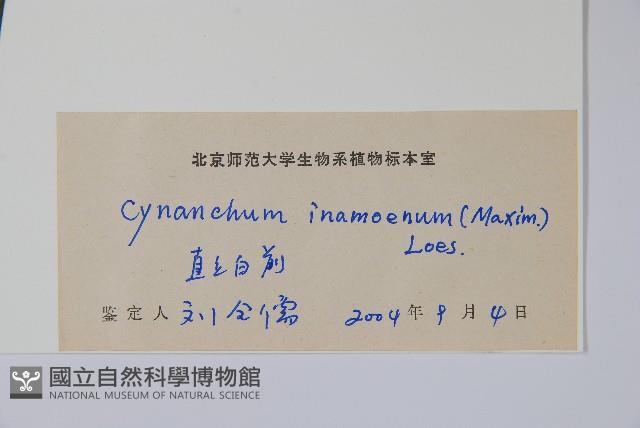 北京师范大学生物系植物标本室
Cynanchum inamoenum (Maxim.)
Loes.
直立白前
鉴定人 刘全儒 2004年9月4日
國立自然科學博物館
NATIONAL MUSEUM OF NATURAL SCIENCE